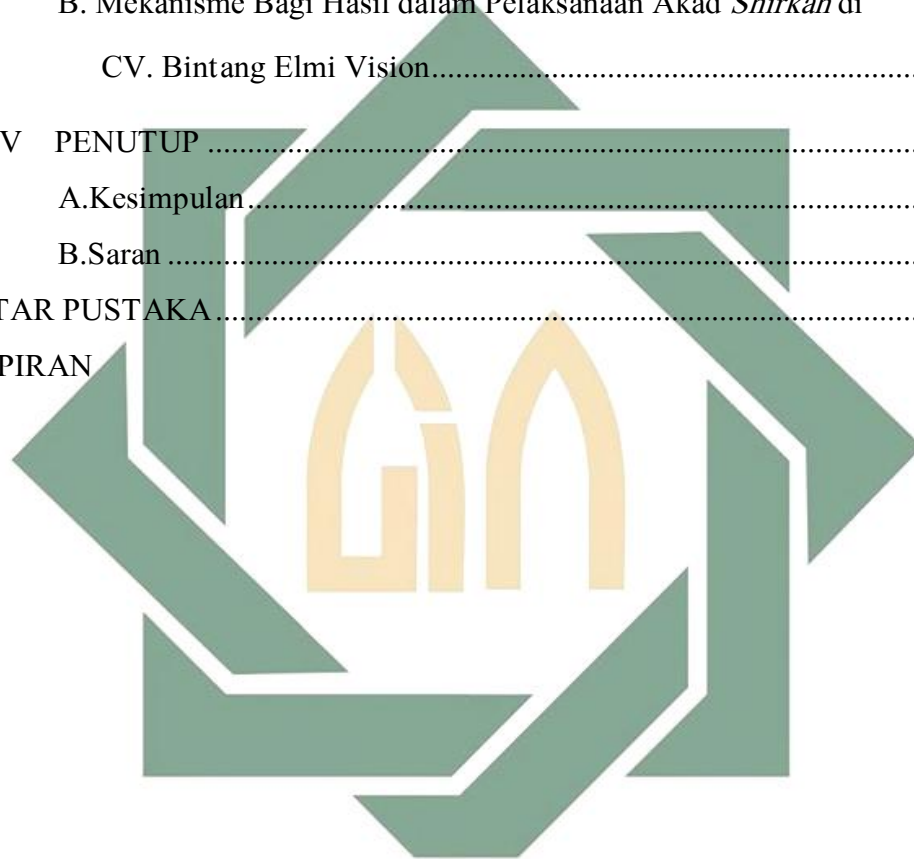 B. Mekanisme Bagi Hasil dalam Pelaksanaan Akad Shirkah di
CV. Bintang Elmi Vision..........................................................
V PENUTUP ..........................................................................................
A.Kesimpulan....................................................................................
B.Saran ..............................................................................................
TAR PUSTAKA ........................................................................................
PIRAN